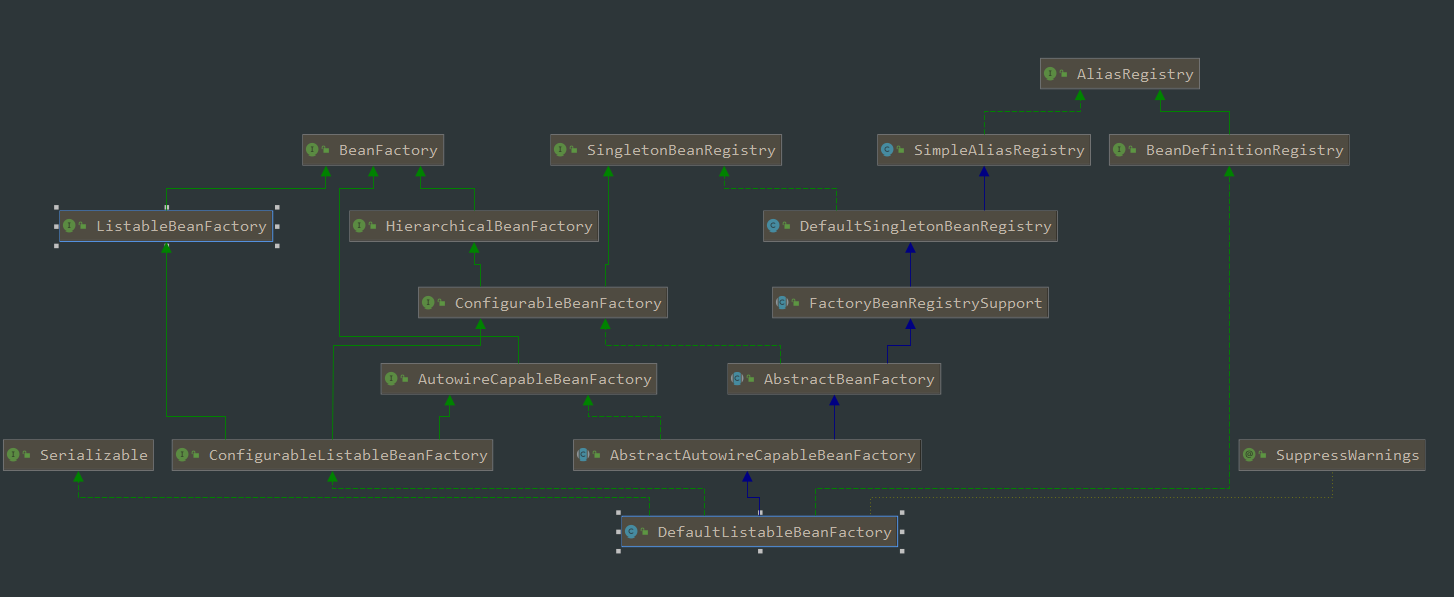 AliasRegistry
BeanFactory
SingletonBeanRegistry
SimpleAliasRegistry
BeanDefinitionRegistry
ListableBeanFactory
HierarchicalBeanFactory
DefaultSingletonBeanRegistry
ConfigurableBeanFactory
FactoryBeanRegistrySupport
AutowireCapableBeanFactory
AbstractBeanFactory
Serializable
ConfigurableListableBeanFactory
AbstractAutowireCapableBeanFactory
SuppressWarnings
DefaultListableBeanFactory